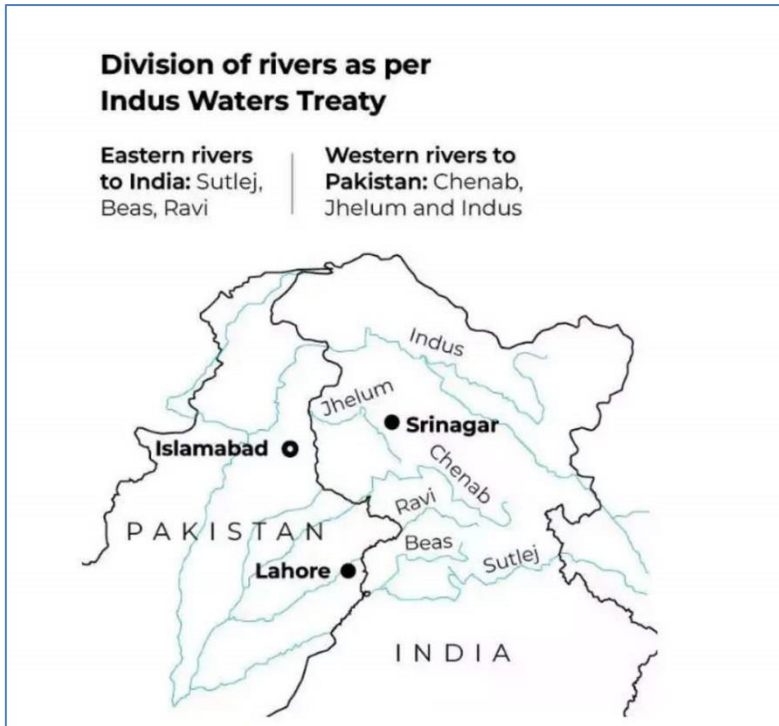 Division of rivers as per
Indus Waters Treaty
Eastern rivers
to India: Sutlej,
Beas, Ravi
Western rivers to
Pakistan: Chenab,
Jhelum and Indus
Indus
Jhelum
Srinagar
Islamabad
Chenab
Ravi
PAKISTAN
Beas
Sutlej
Lahore
INDIA